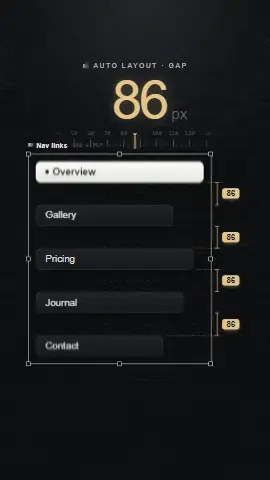 AUTO LAYOUT · GAP
86 px
Nav links
• Overview
86
Gallery
86
Pricing
86
Journal
86
Contact